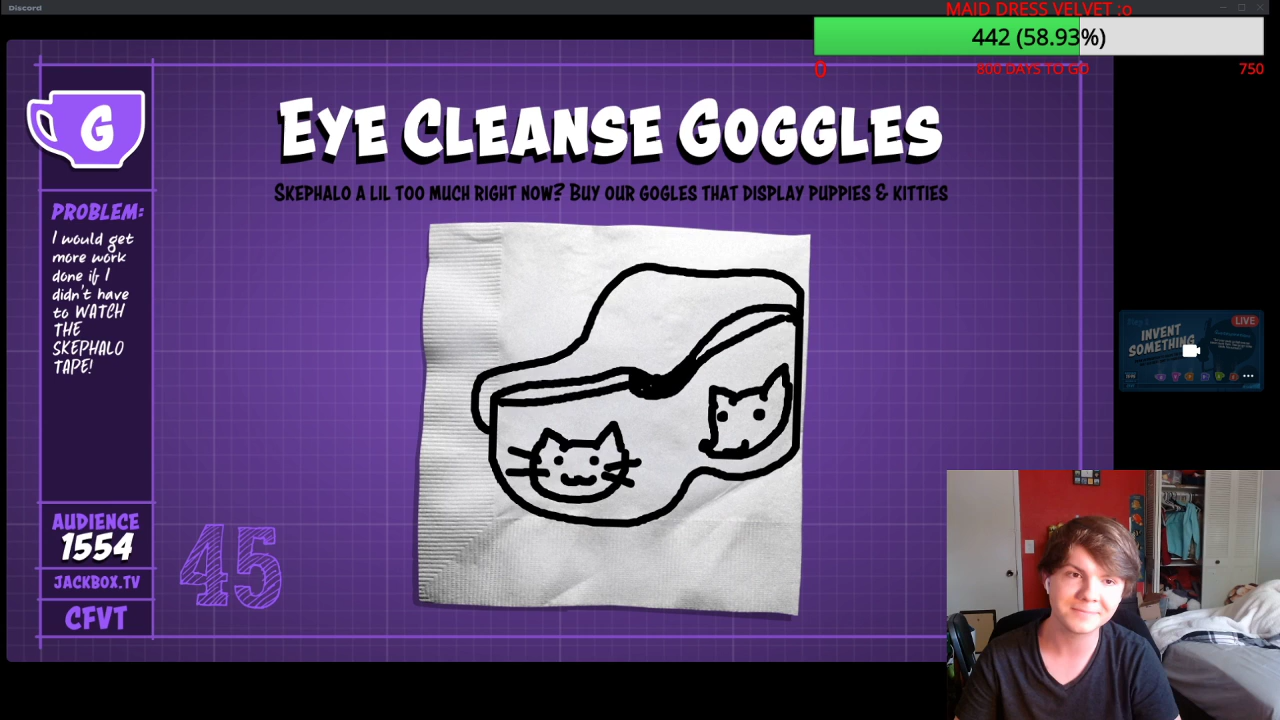 Discord
MAID DRESS VELVET :o
442 (58.93%)
0
800 DAYS TO GO
750
G
EYE CLEANSE GOGGLES
SKEPHALO A LIL TOO MUCH RIGHT NOW? BUY OUR GOGLES THAT DISPLAY PUPPIES & KITTIES
PROBLEM:
I would get
more work
done if I
didn't have
to WATCH
THE
SKEPHALO
TAPE!
LIVE
INVENT
SOMETHING
AUDIENCE
1554
JACKBOX.TV
CFVT
45